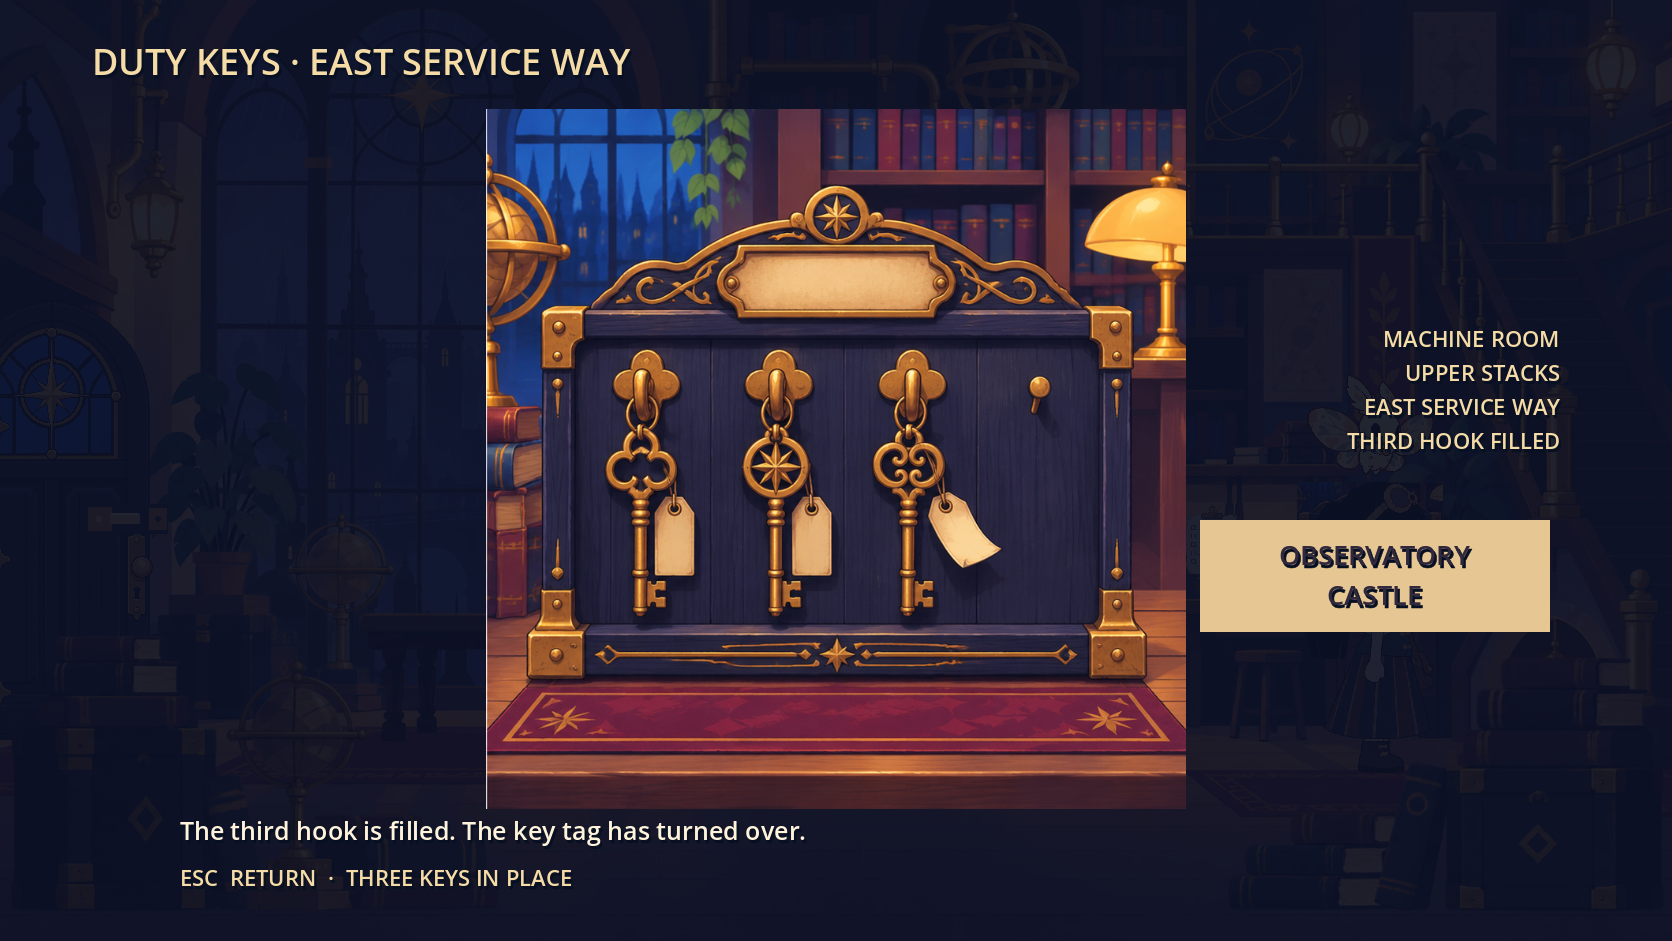 DUTY KEYS · EAST SERVICE WAY
MACHINE ROOM
UPPER STACKS
EAST SERVICE WAY
THIRD HOOK FILLED
OBSERVATORY
CASTLE
The third hook is filled. The key tag has turned over.
ESC RETURN · THREE KEYS IN PLACE